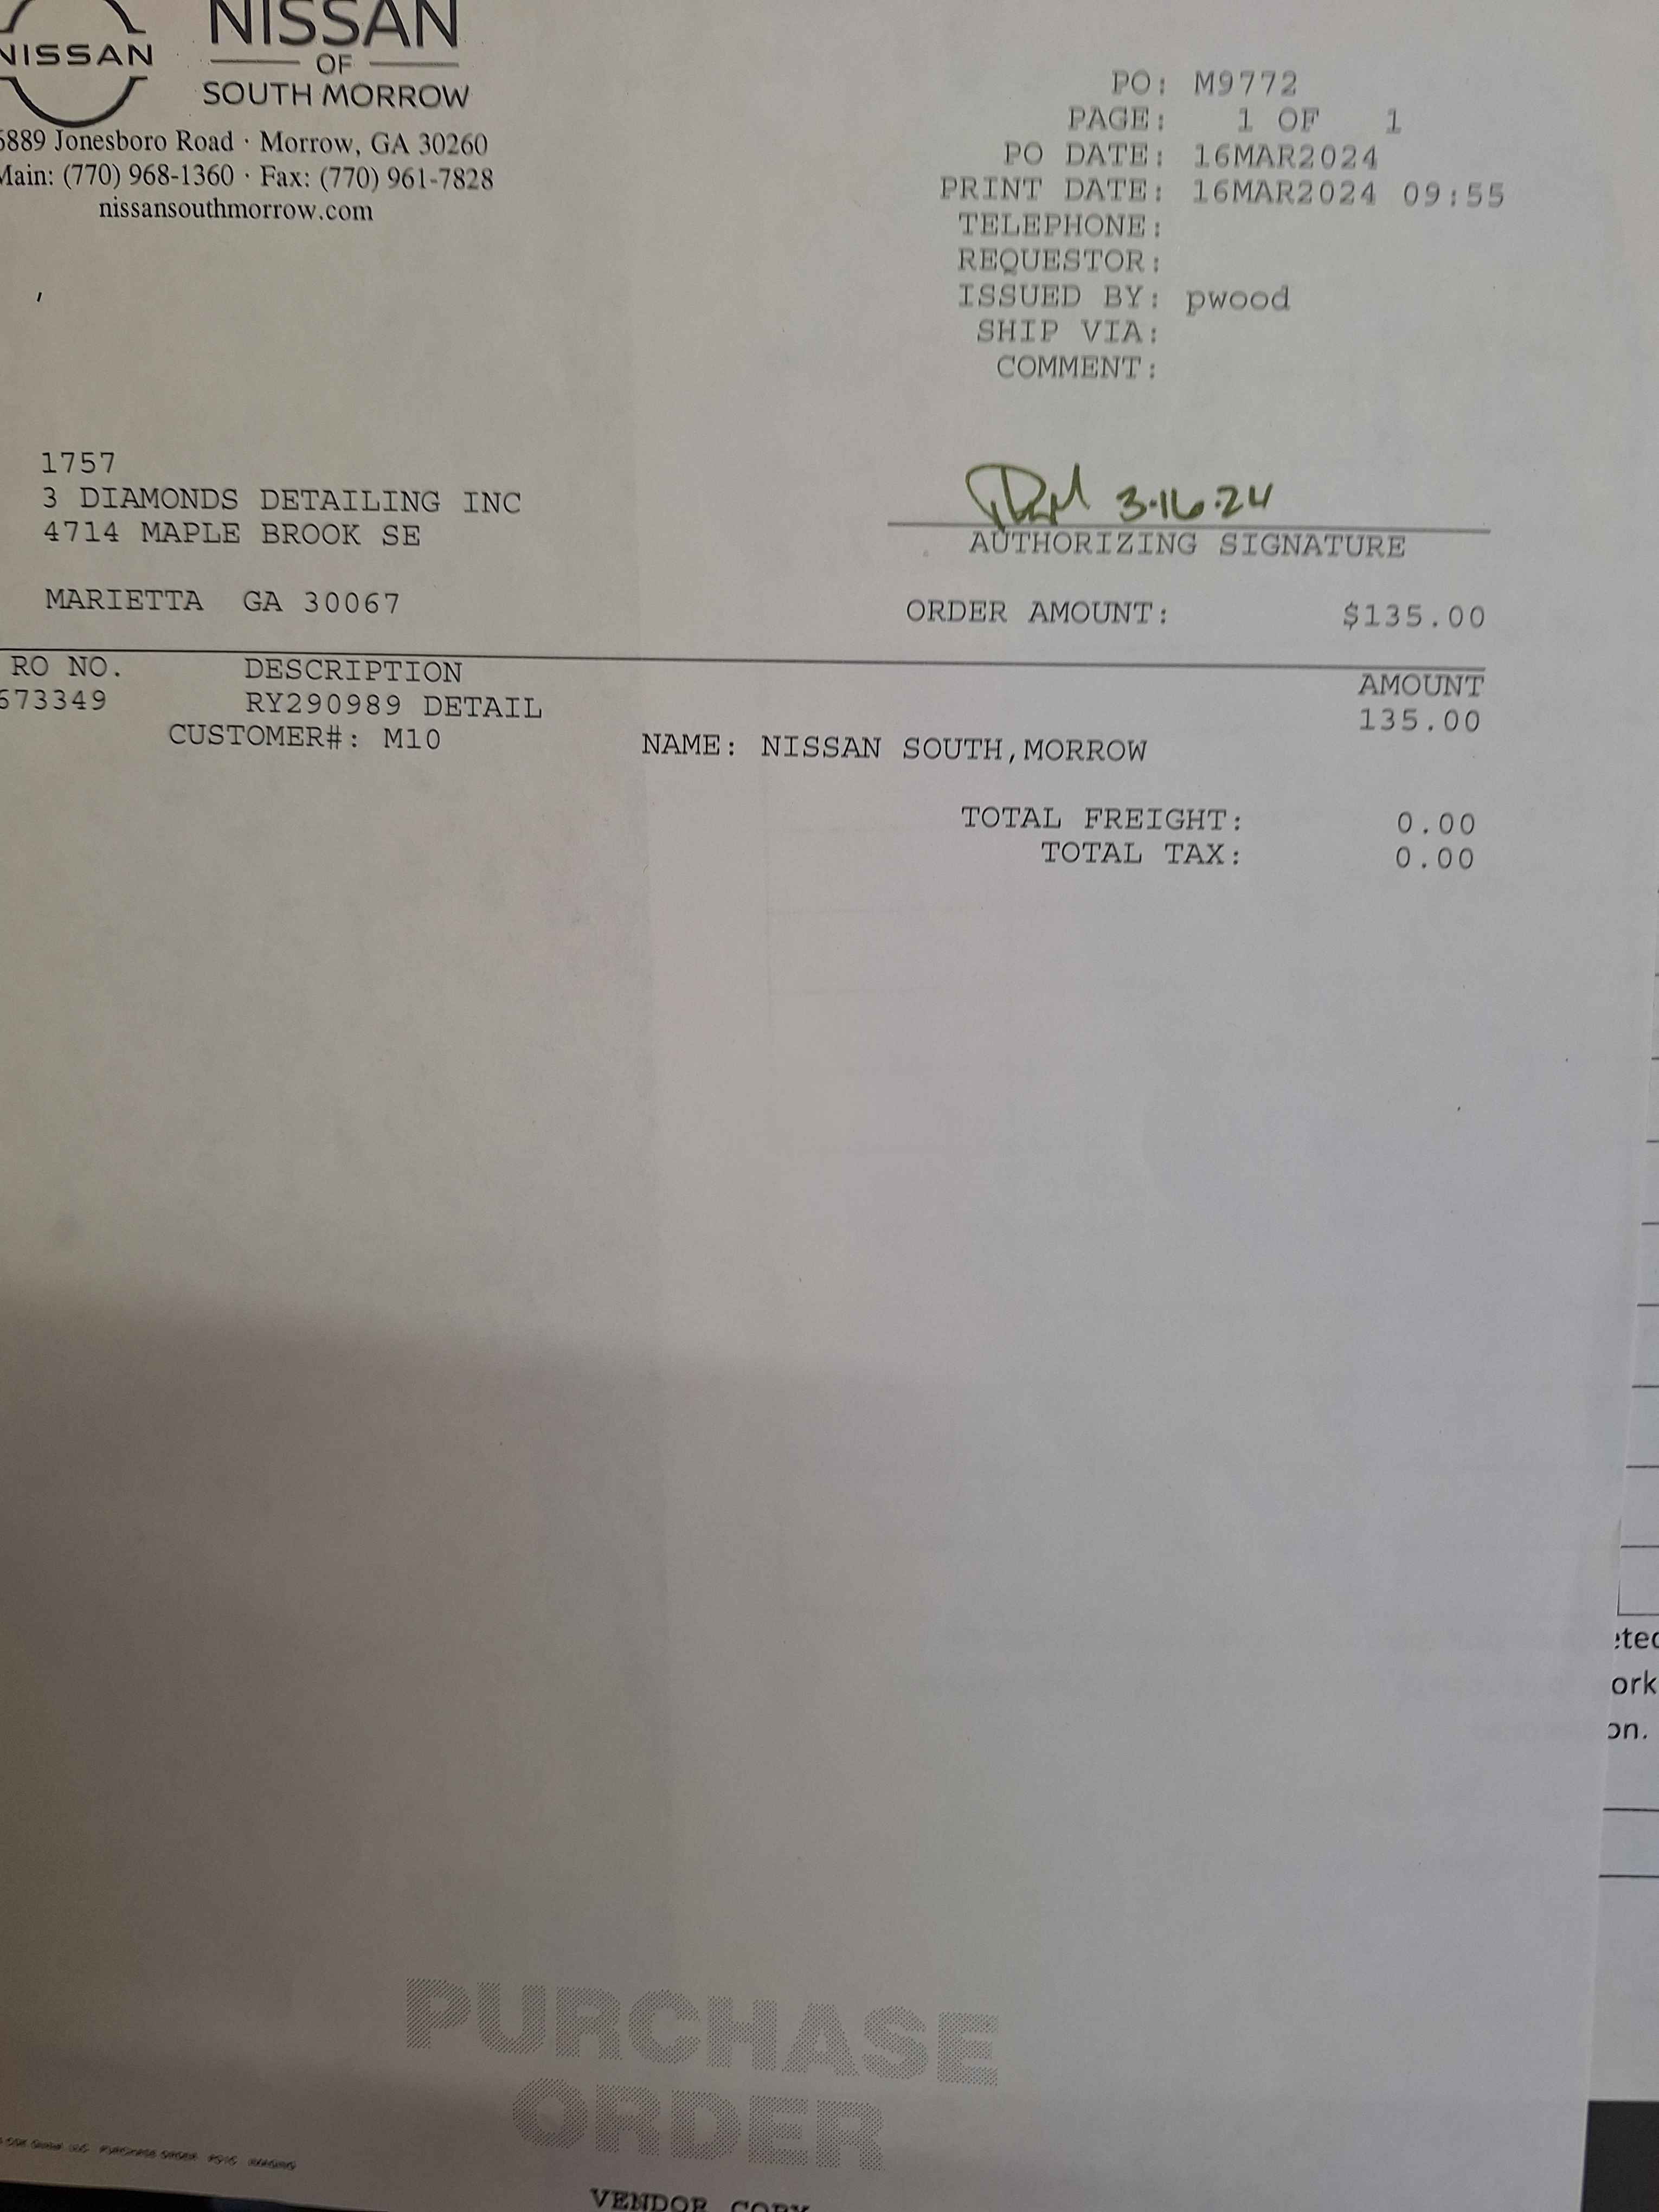 NISSAN
NISSAN
OF
SOUTH MORROW
6889 Jonesboro Road · Morrow, GA 30260
Main: (770) 968-1360 · Fax: (770) 961-7828
nissansouthmorrow.com
PO: M9772
PAGE: 1 OF 1
PO DATE: 16MAR2024
PRINT DATE: 16MAR2024 09:55
TELEPHONE:
REQUESTOR:
ISSUED BY: pwood
SHIP VIA:
COMMENT:
1757
3 DIAMONDS DETAILING INC
4714 MAPLE BROOK SE
MARIETTA GA 30067
3·16·24
AUTHORIZING SIGNATURE
ORDER AMOUNT: $135.00
RO NO. DESCRIPTION AMOUNT
673349 RY290989 DETAIL 135.00
CUSTOMER#: M10 NAME: NISSAN SOUTH,MORROW
TOTAL FREIGHT: 0.00
TOTAL TAX: 0.00
on.
PURCHASE
ORDER
VENDOR COPY